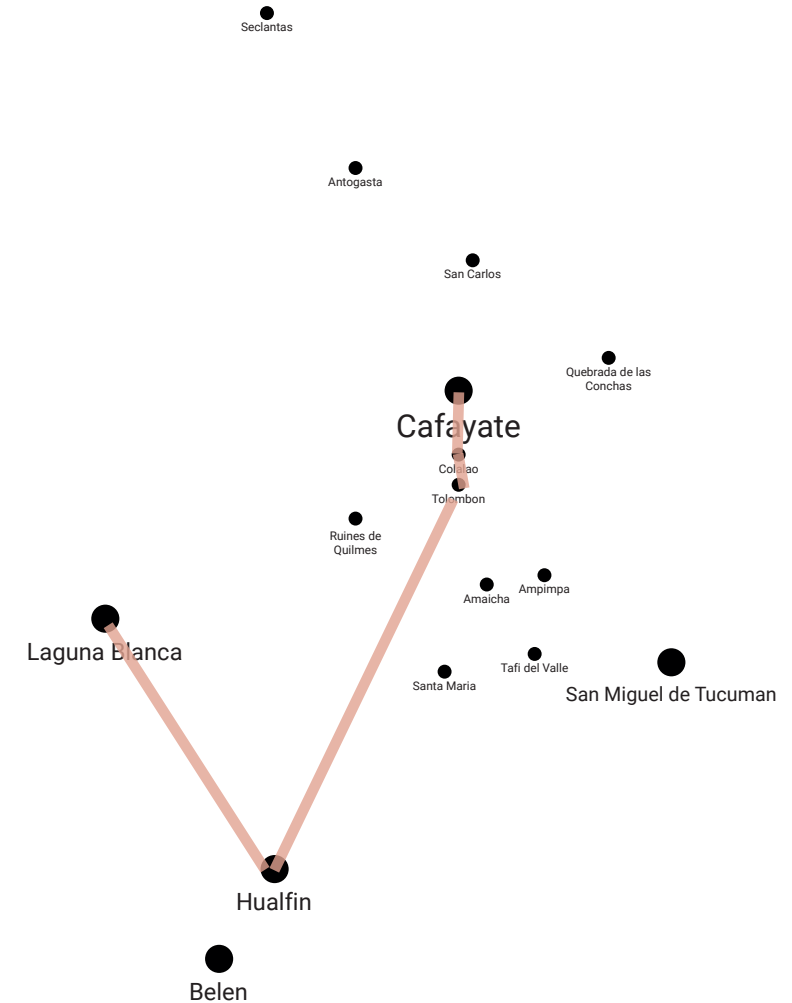 Seclantas
Antogasta
San Carlos
Quebrada de las
Conchas
Cafayate
Colalao
Tolombon
Ruines de
Quilmes
Ampimpa
Amaicha
Laguna Blanca
Tafi del Valle
Santa Maria
San Miguel de Tucuman
Hualfin
Belen